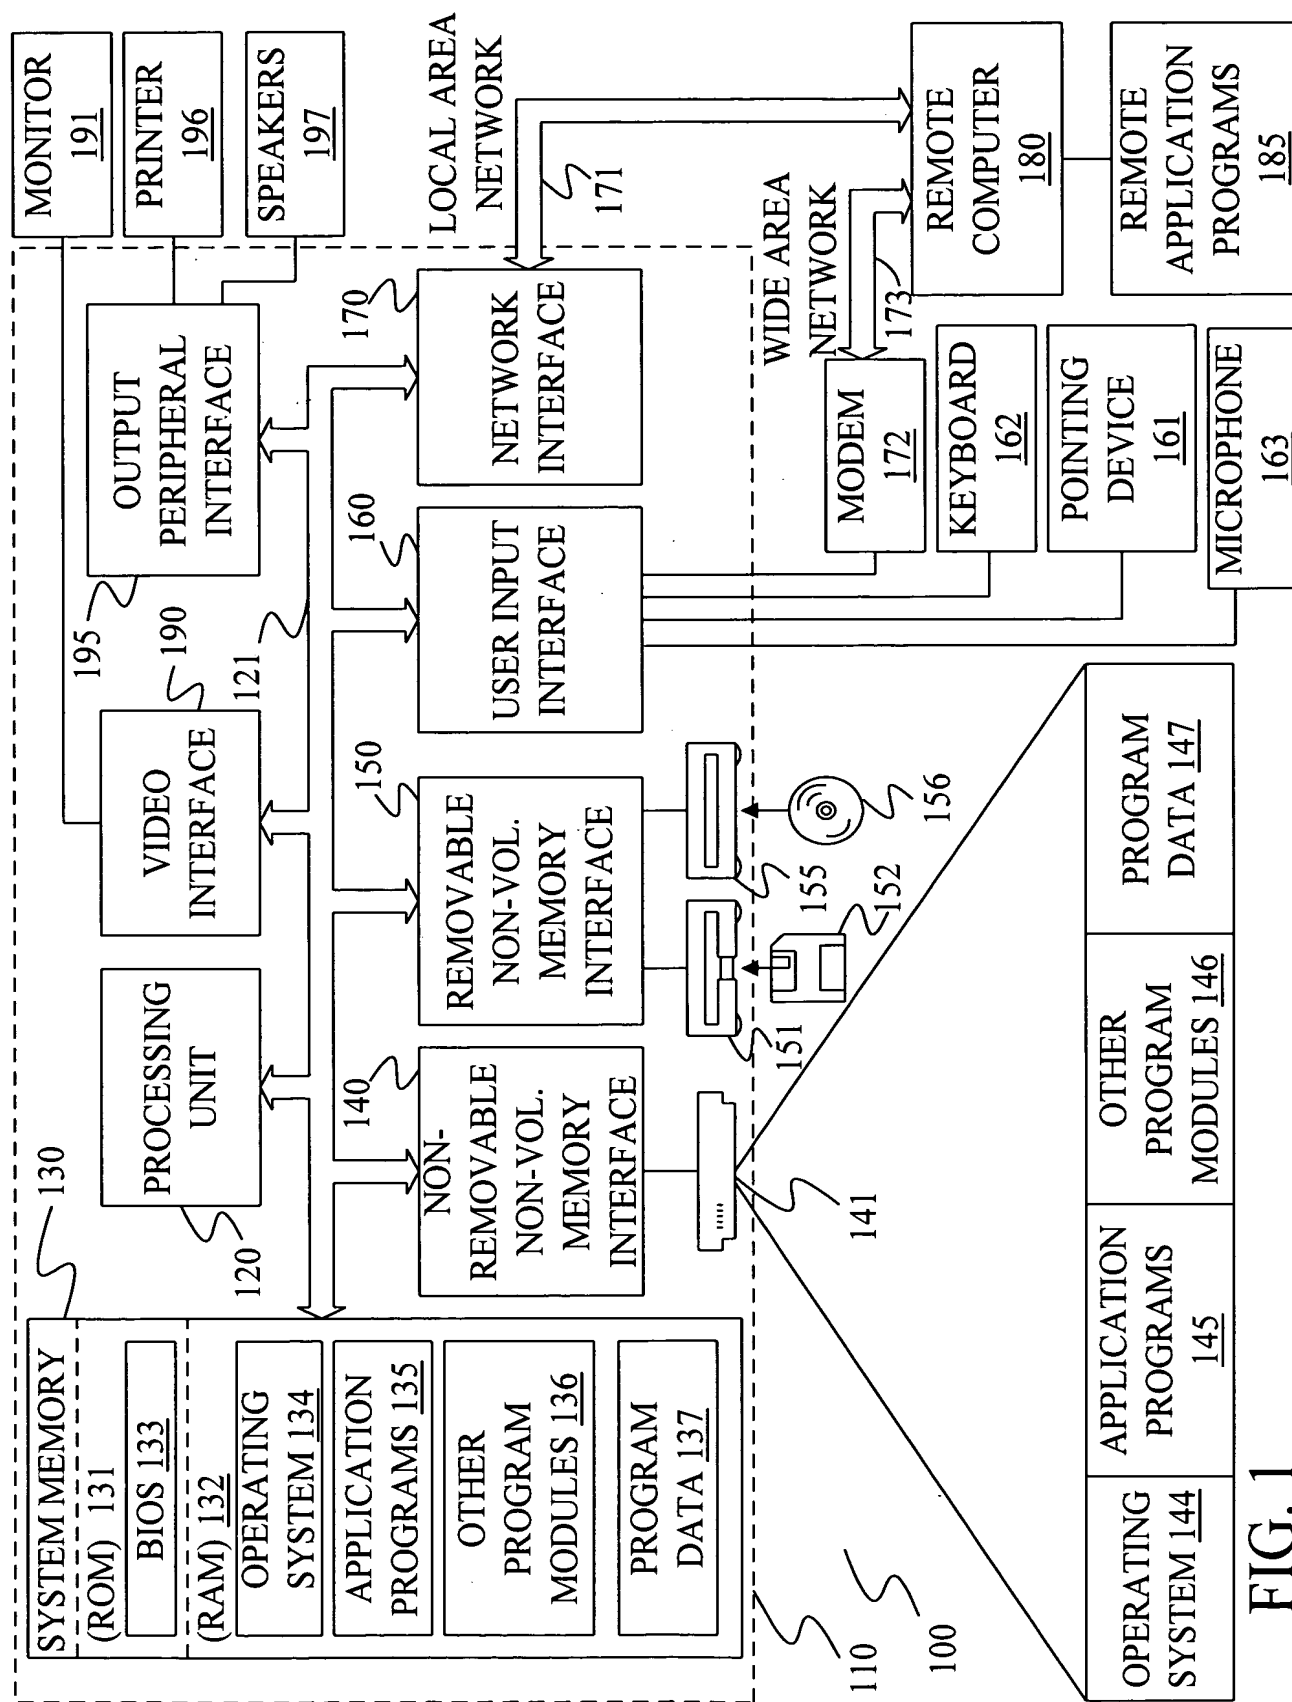 SYSTEM MEMORY
(ROM) 131
BIOS 133
(RAM) 132
OPERATING
SYSTEM 134
APPLICATION
PROGRAMS 135
OTHER
PROGRAM
MODULES 136
PROGRAM
DATA 137
130
PROCESSING
UNIT
120
VIDEO
INTERFACE
190
121
OUTPUT
PERIPHERAL
INTERFACE
195
MONITOR
191
PRINTER
196
SPEAKERS
197
140
NON-
REMOVABLE
NON-VOL.
MEMORY
INTERFACE
150
REMOVABLE
NON-VOL.
MEMORY
INTERFACE
160
USER INPUT
INTERFACE
170
NETWORK
INTERFACE
LOCAL AREA
NETWORK
171
141
151
152
155
156
WIDE AREA
NETWORK
173
MODEM
172
KEYBOARD
162
POINTING
DEVICE
161
MICROPHONE
163
REMOTE
COMPUTER
180
REMOTE
APPLICATION
PROGRAMS
185
110
100
OPERATING
SYSTEM 144
APPLICATION
PROGRAMS
145
OTHER
PROGRAM
MODULES 146
PROGRAM
DATA 147
FIG. 1